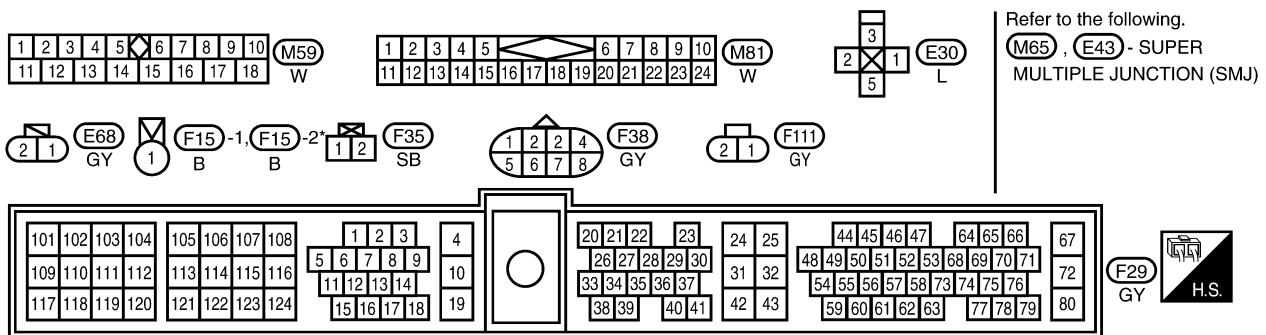 1 2 3 4 5 6 7 8 9 10 M59
11 12 13 14 15 16 17 18 W
1 2 3 4 5 6 7 8 9 10 M81
11 12 13 14 15 16 17 18 19 20 21 22 23 24 W
3
2 1 E30
5 L
Refer to the following.
M65 , E43 - SUPER
MULTIPLE JUNCTION (SMJ)
2 1 E68
GY
1 F15 -1, F15 -2*
B B
1 2 F35
SB
1 2 2 4 F38
5 6 7 8 GY
2 1 F111
GY
101 102 103 104 105 106 107 108 1 2 3 4 20 21 22 23 24 25 44 45 46 47 64 65 66 67
5 6 7 8 9 26 27 28 29 30 48 49 50 51 52 53 68 69 70 71
109 110 111 112 113 114 115 116 10 31 32 72 F29
11 12 13 14 33 34 35 36 37 54 55 56 57 58 73 74 75 76 GY
117 118 119 120 121 122 123 124 15 16 17 18 19 38 39 40 41 42 43 59 60 61 62 63 77 78 79 80
H.S.